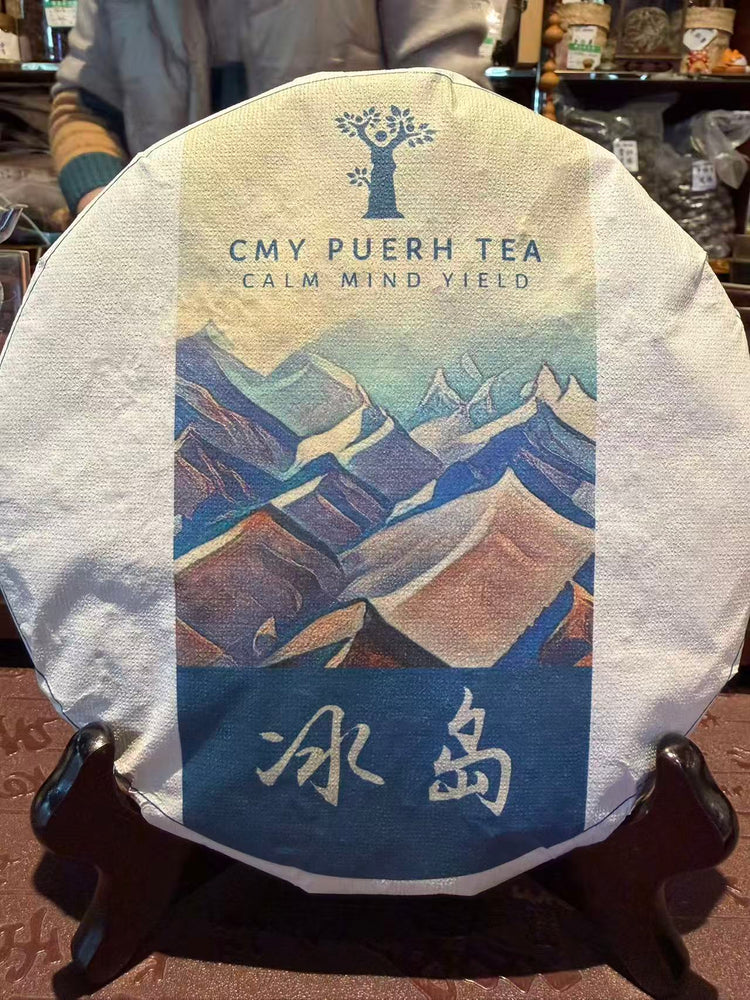 CMY PUERH TEA
CALM MIND YIELD
冰岛